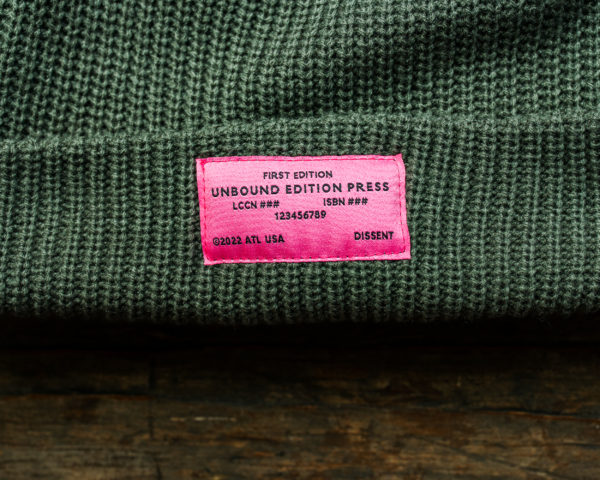 FIRST EDITION
UNBOUND EDITION PRESS
LCCN ### ISBN ###
123456789
©2022 ATL USA DISSENT